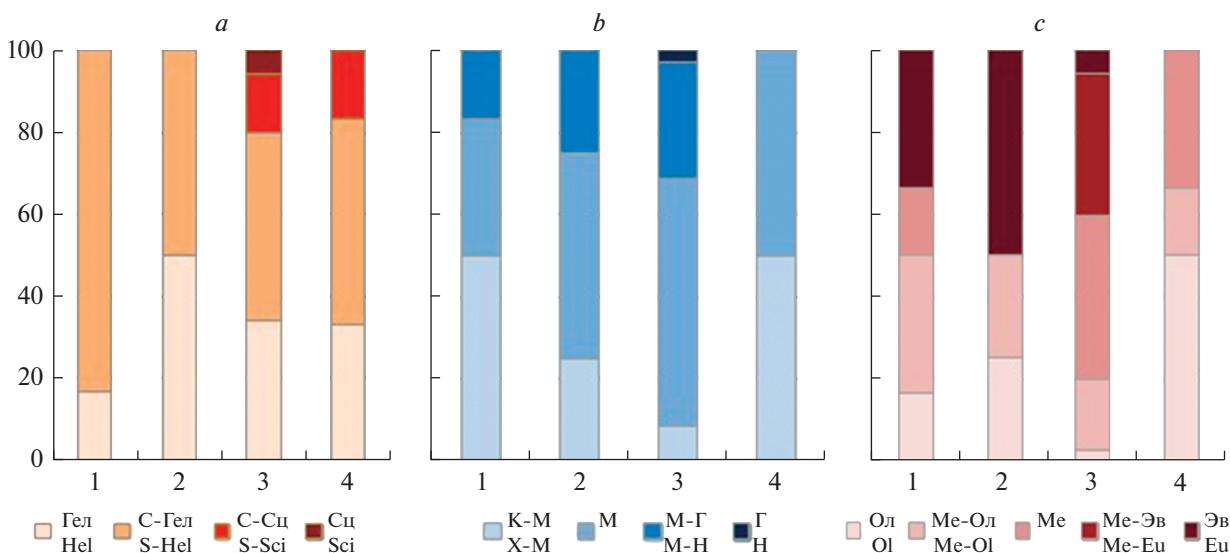 a b c
100
80
60
40
20
0
1 2 3 4 1 2 3 4 1 2 3 4
Гел С-Гел С-Сц Сц К-М М М-Г Г Ол Ме-Ол Ме Ме-Эв Эв
Hel S-Hel S-Sci Sci X-M M-H H Ol Me-Ol Me-Eu Eu